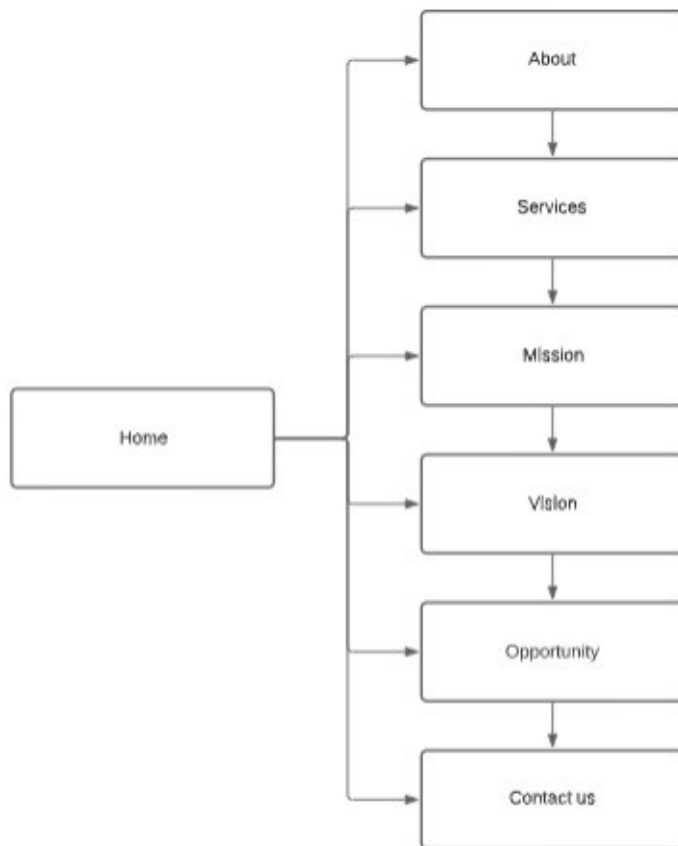 About
Services
Mission
Home
Vision
Opportunity
Contact us